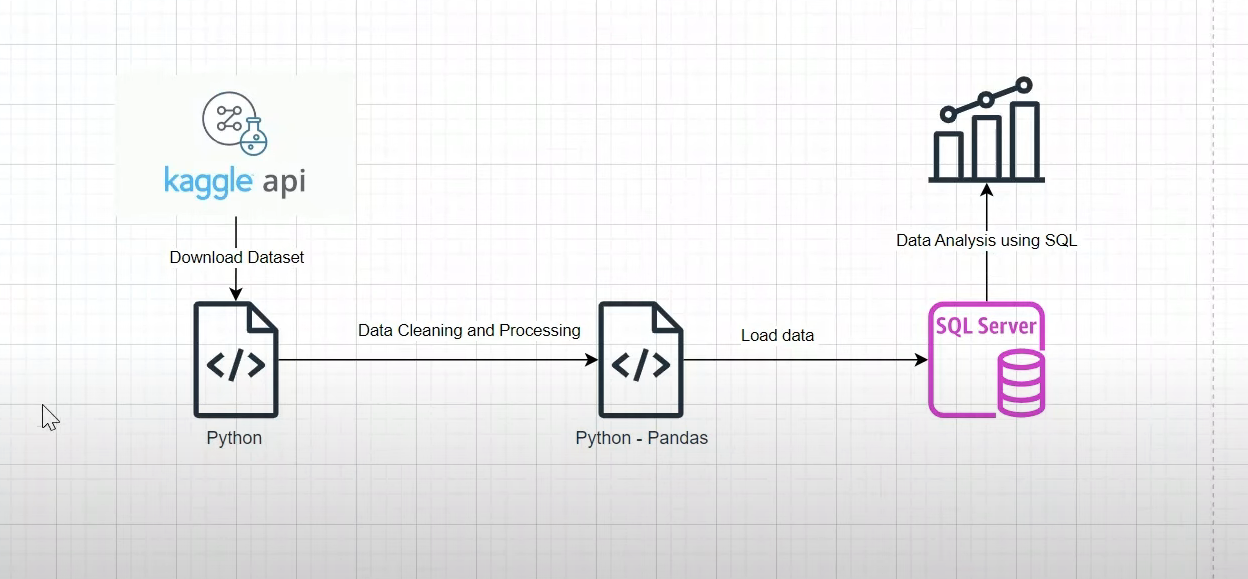 kaggle api
Download Dataset
Data Cleaning and Processing
Load data
Data Analysis using SQL
SQL Server
</>
</>
Python
Python - Pandas